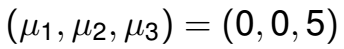 (μ₁, μ₂, μ₃) = (0, 0, 5)